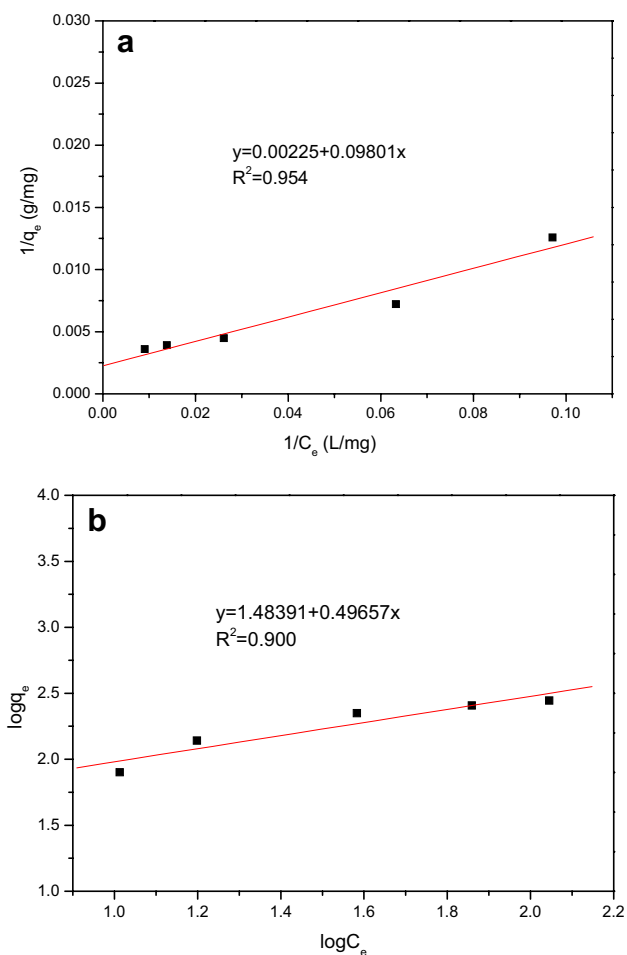 a
0.030
0.025
0.020
0.015
0.010
0.005
0.000
1/qₑ (g/mg)
y=0.00225+0.09801x
R²=0.954
0.00 0.02 0.04 0.06 0.08 0.10
1/Cₑ (L/mg)
b
4.0
3.5
3.0
2.5
2.0
1.5
1.0
logqₑ
y=1.48391+0.49657x
R²=0.900
1.0 1.2 1.4 1.6 1.8 2.0 2.2
logCₑ